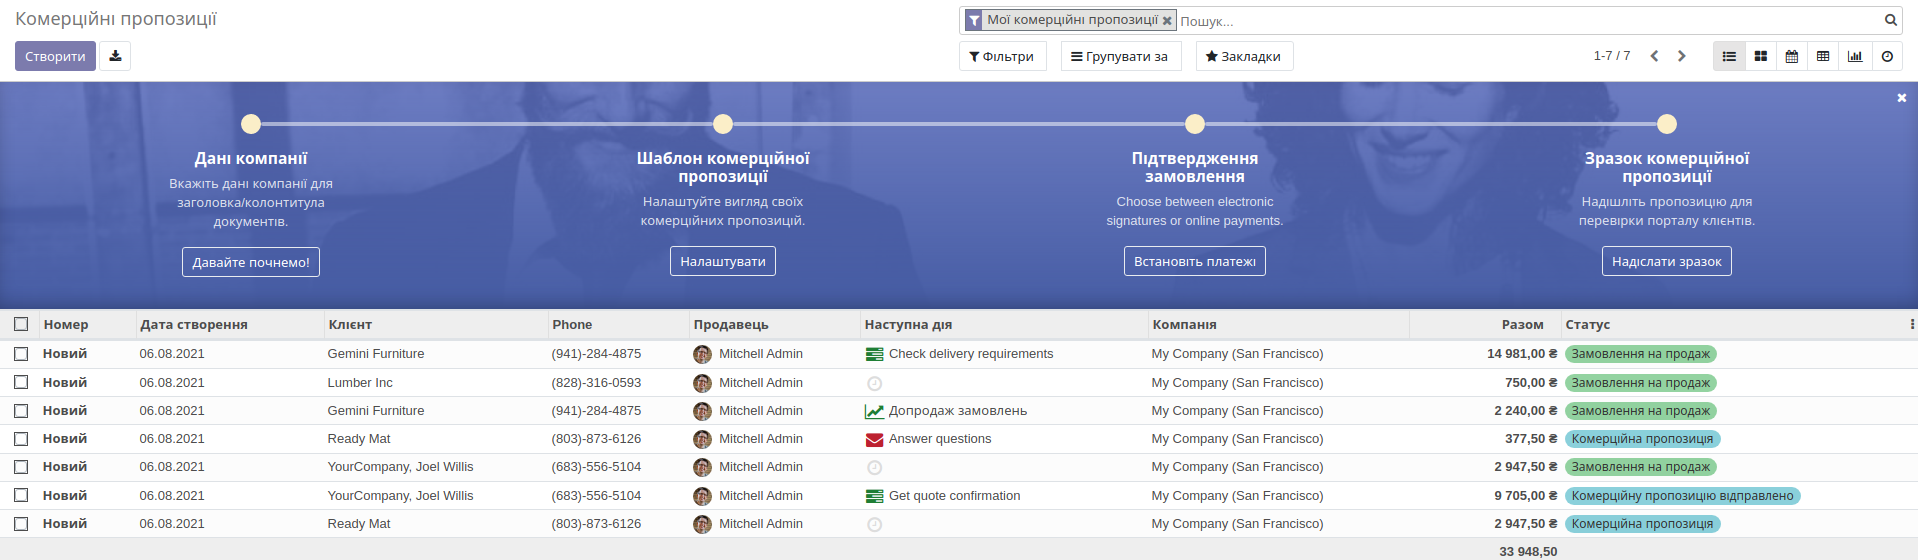 Комерційні пропозиції
Мої комерційні пропозиції
Пошук...
Створити
Фільтри
Групувати за
Закладки
1-7 / 7
Дані компанії
Вкажіть дані компанії для
заголовка/колонтитула
документів.
Давайте почнемо!
Шаблон комерційної
пропозиції
Налаштуйте вигляд своїх
комерційних пропозицій.
Налаштувати
Підтвердження
замовлення
Choose between electronic
signatures or online payments.
Встановіть платежі
Зразок комерційної
пропозиції
Надішліть пропозицію для
перевірки порталу клієнтів.
Надіслати зразок
Номер Дата створення Клієнт Phone Продавець Наступна дія Компанія Разом Статус
Новий 06.08.2021 Gemini Furniture (941)-284-4875 Mitchell Admin Check delivery requirements My Company (San Francisco) 14 981,00 ₴ Замовлення на продаж
Новий 06.08.2021 Lumber Inc (828)-316-0593 Mitchell Admin My Company (San Francisco) 750,00 ₴ Замовлення на продаж
Новий 06.08.2021 Gemini Furniture (941)-284-4875 Mitchell Admin Допродаж замовлень My Company (San Francisco) 2 240,00 ₴ Замовлення на продаж
Новий 06.08.2021 Ready Mat (803)-873-6126 Mitchell Admin Answer questions My Company (San Francisco) 377,50 ₴ Комерційна пропозиція
Новий 06.08.2021 YourCompany, Joel Willis (683)-556-5104 Mitchell Admin My Company (San Francisco) 2 947,50 ₴ Замовлення на продаж
Новий 06.08.2021 YourCompany, Joel Willis (683)-556-5104 Mitchell Admin Get quote confirmation My Company (San Francisco) 9 705,00 ₴ Комерційну пропозицію відправлено
Новий 06.08.2021 Ready Mat (803)-873-6126 Mitchell Admin My Company (San Francisco) 2 947,50 ₴ Комерційна пропозиція
33 948,50